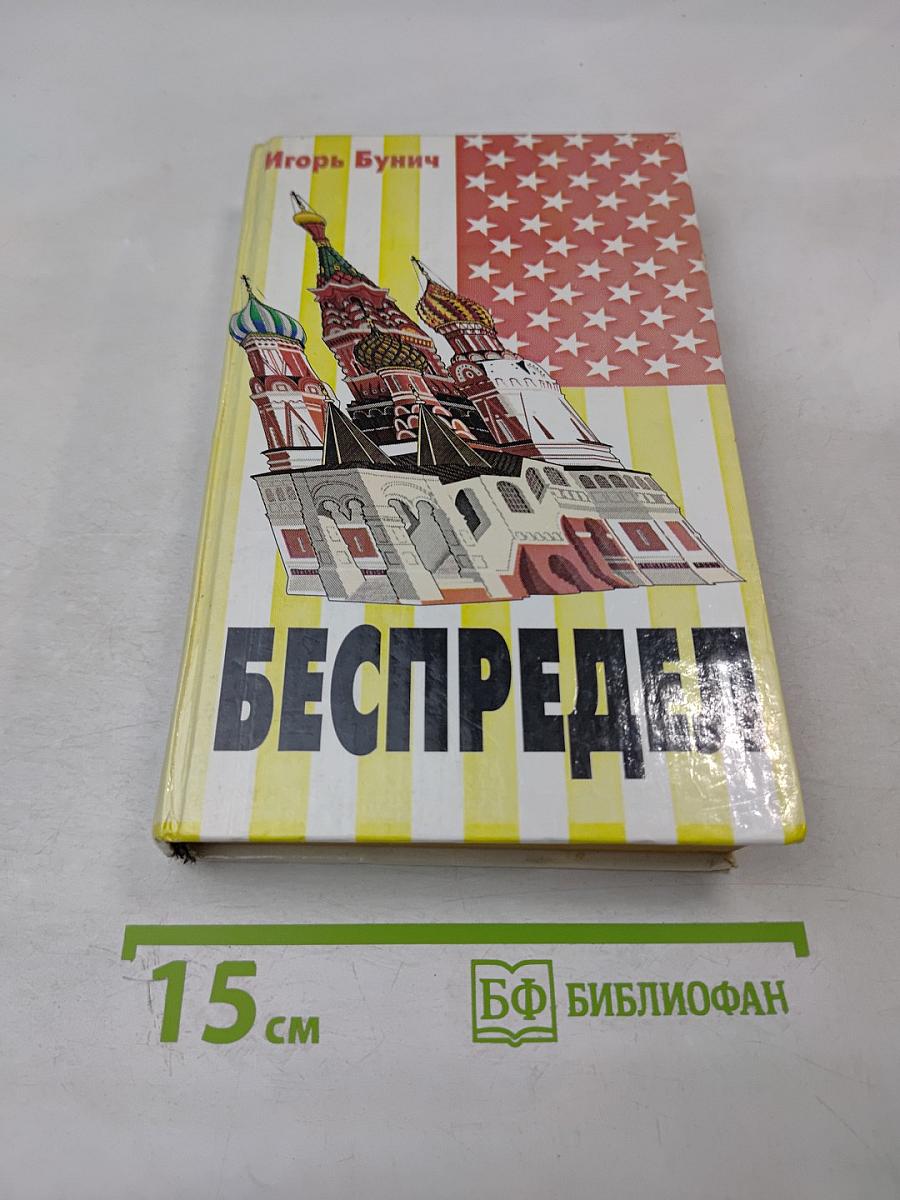 Игорь Бунич
БЕСПРЕДЕЛ
15 см
БФ БИБЛИОФАН